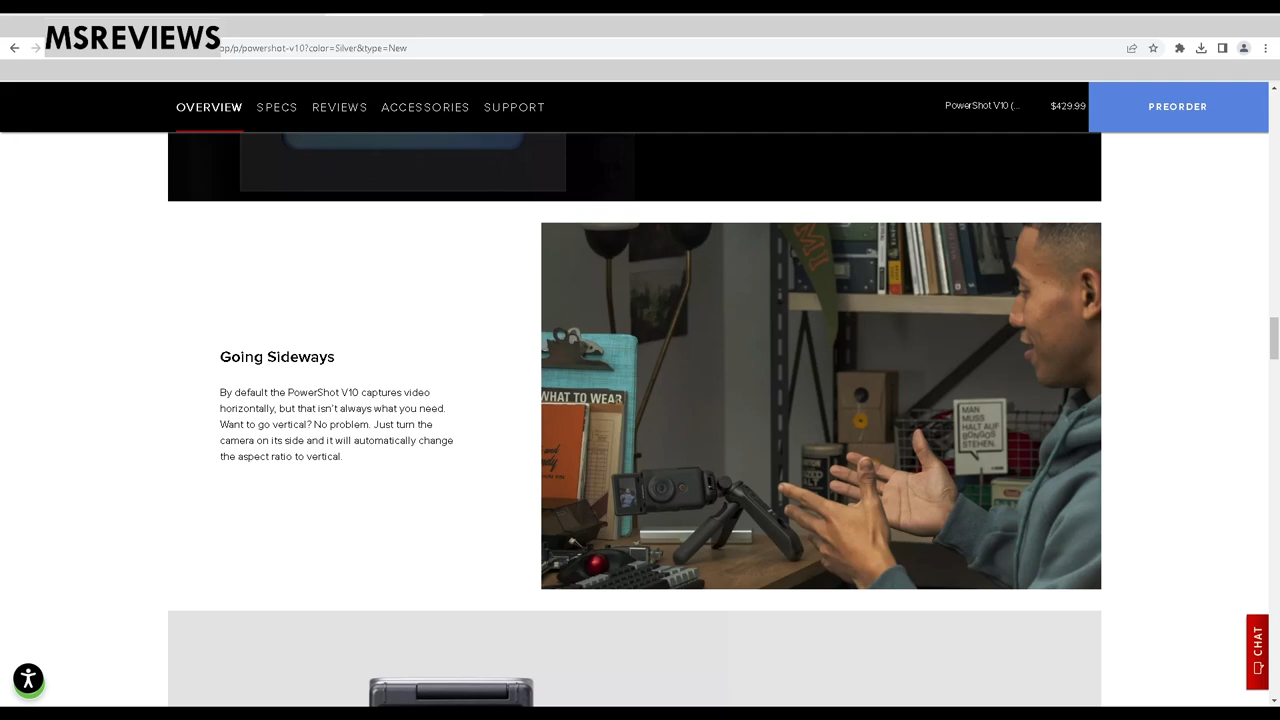 MSREVIEWS
op/p/powershot-v10?color=Silver&type=New
OVERVIEW SPECS REVIEWS ACCESSORIES SUPPORT
PowerShot V10 (... $429.99 PREORDER
Going Sideways
By default the PowerShot V10 captures video
horizontally, but that isn't always what you need.
Want to go vertical? No problem. Just turn the
camera on its side and it will automatically change
the aspect ratio to vertical.
WHAT TO WEAR
MAN
MUSS
HALT AUF
BONGOS
STEHEN.
CHAT